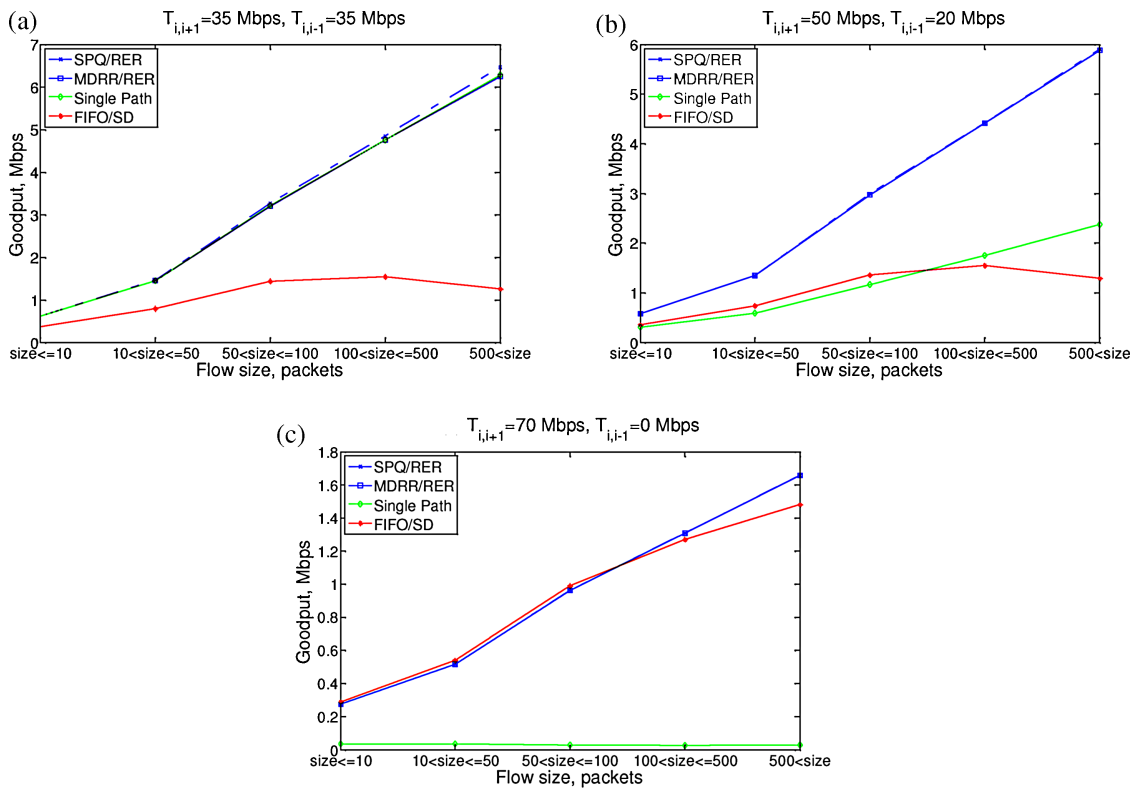 (a)
T i,i+1=35 Mbps, T i,i-1=35 Mbps
7
6
5
4
3
2
1
0
Goodput, Mbps
SPQ/RER
MDRR/RER
Single Path
FIFO/SD
size<=10
10<size<=50
50<size<=100
100<size<=500
500<size
Flow size, packets
(b)
T i,i+1=50 Mbps, T i,i-1=20 Mbps
6
5
4
3
2
1
0
Goodput, Mbps
SPQ/RER
MDRR/RER
Single Path
FIFO/SD
size<=10
10<size<=50
50<size<=100
100<size<=500
500<size
Flow size, packets
(c)
T i,i+1=70 Mbps, T i,i-1=0 Mbps
1.8
1.6
1.4
1.2
1
0.8
0.6
0.4
0.2
0
Goodput, Mbps
SPQ/RER
MDRR/RER
Single Path
FIFO/SD
size<=10
10<size<=50
50<size<=100
100<size<=500
500<size
Flow size, packets